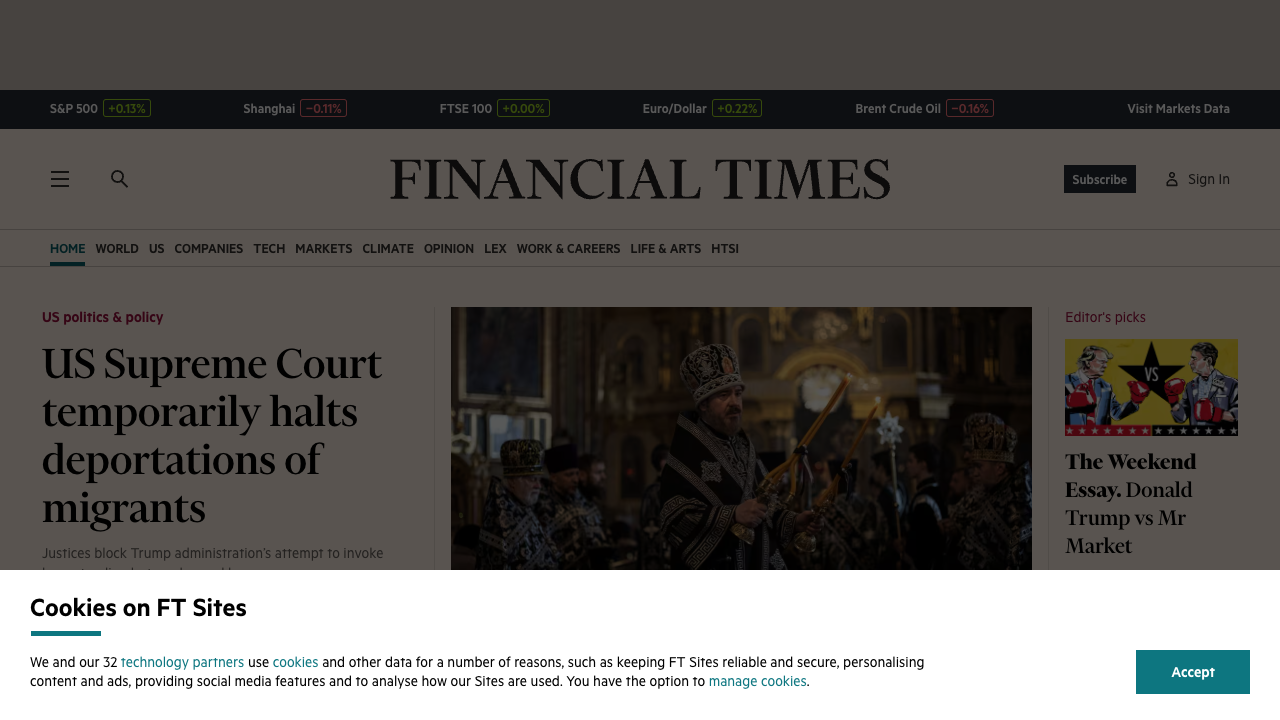 S&P 500 +0.13% Shanghai −0.11% FTSE 100 +0.00% Euro/Dollar +0.22% Brent Crude Oil −0.16% Visit Markets Data
FINANCIAL TIMES
Subscribe Sign In
HOME WORLD US COMPANIES TECH MARKETS CLIMATE OPINION LEX WORK & CAREERS LIFE & ARTS HTSI
US politics & policy
US Supreme Court
temporarily halts
deportations of
migrants
Justices block Trump administration's attempt to invoke
Editor's picks
VS
The Weekend
Essay. Donald
Trump vs Mr
Market
Cookies on FT Sites
We and our 32 technology partners use cookies and other data for a number of reasons, such as keeping FT Sites reliable and secure, personalising
content and ads, providing social media features and to analyse how our Sites are used. You have the option to manage cookies.
Accept